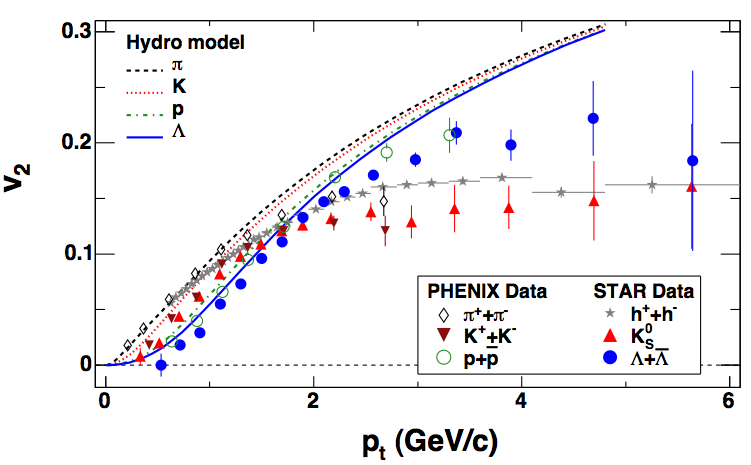 Hydro model
π
K
p
Λ
0.3
0.2
0.1
0
v₂
0 2 4 6
pₜ (GeV/c)
PHENIX Data STAR Data
π⁺+π⁻ h⁺+h⁻
K⁺+K⁻ K⁰S
p+p̅ Λ+Λ̅